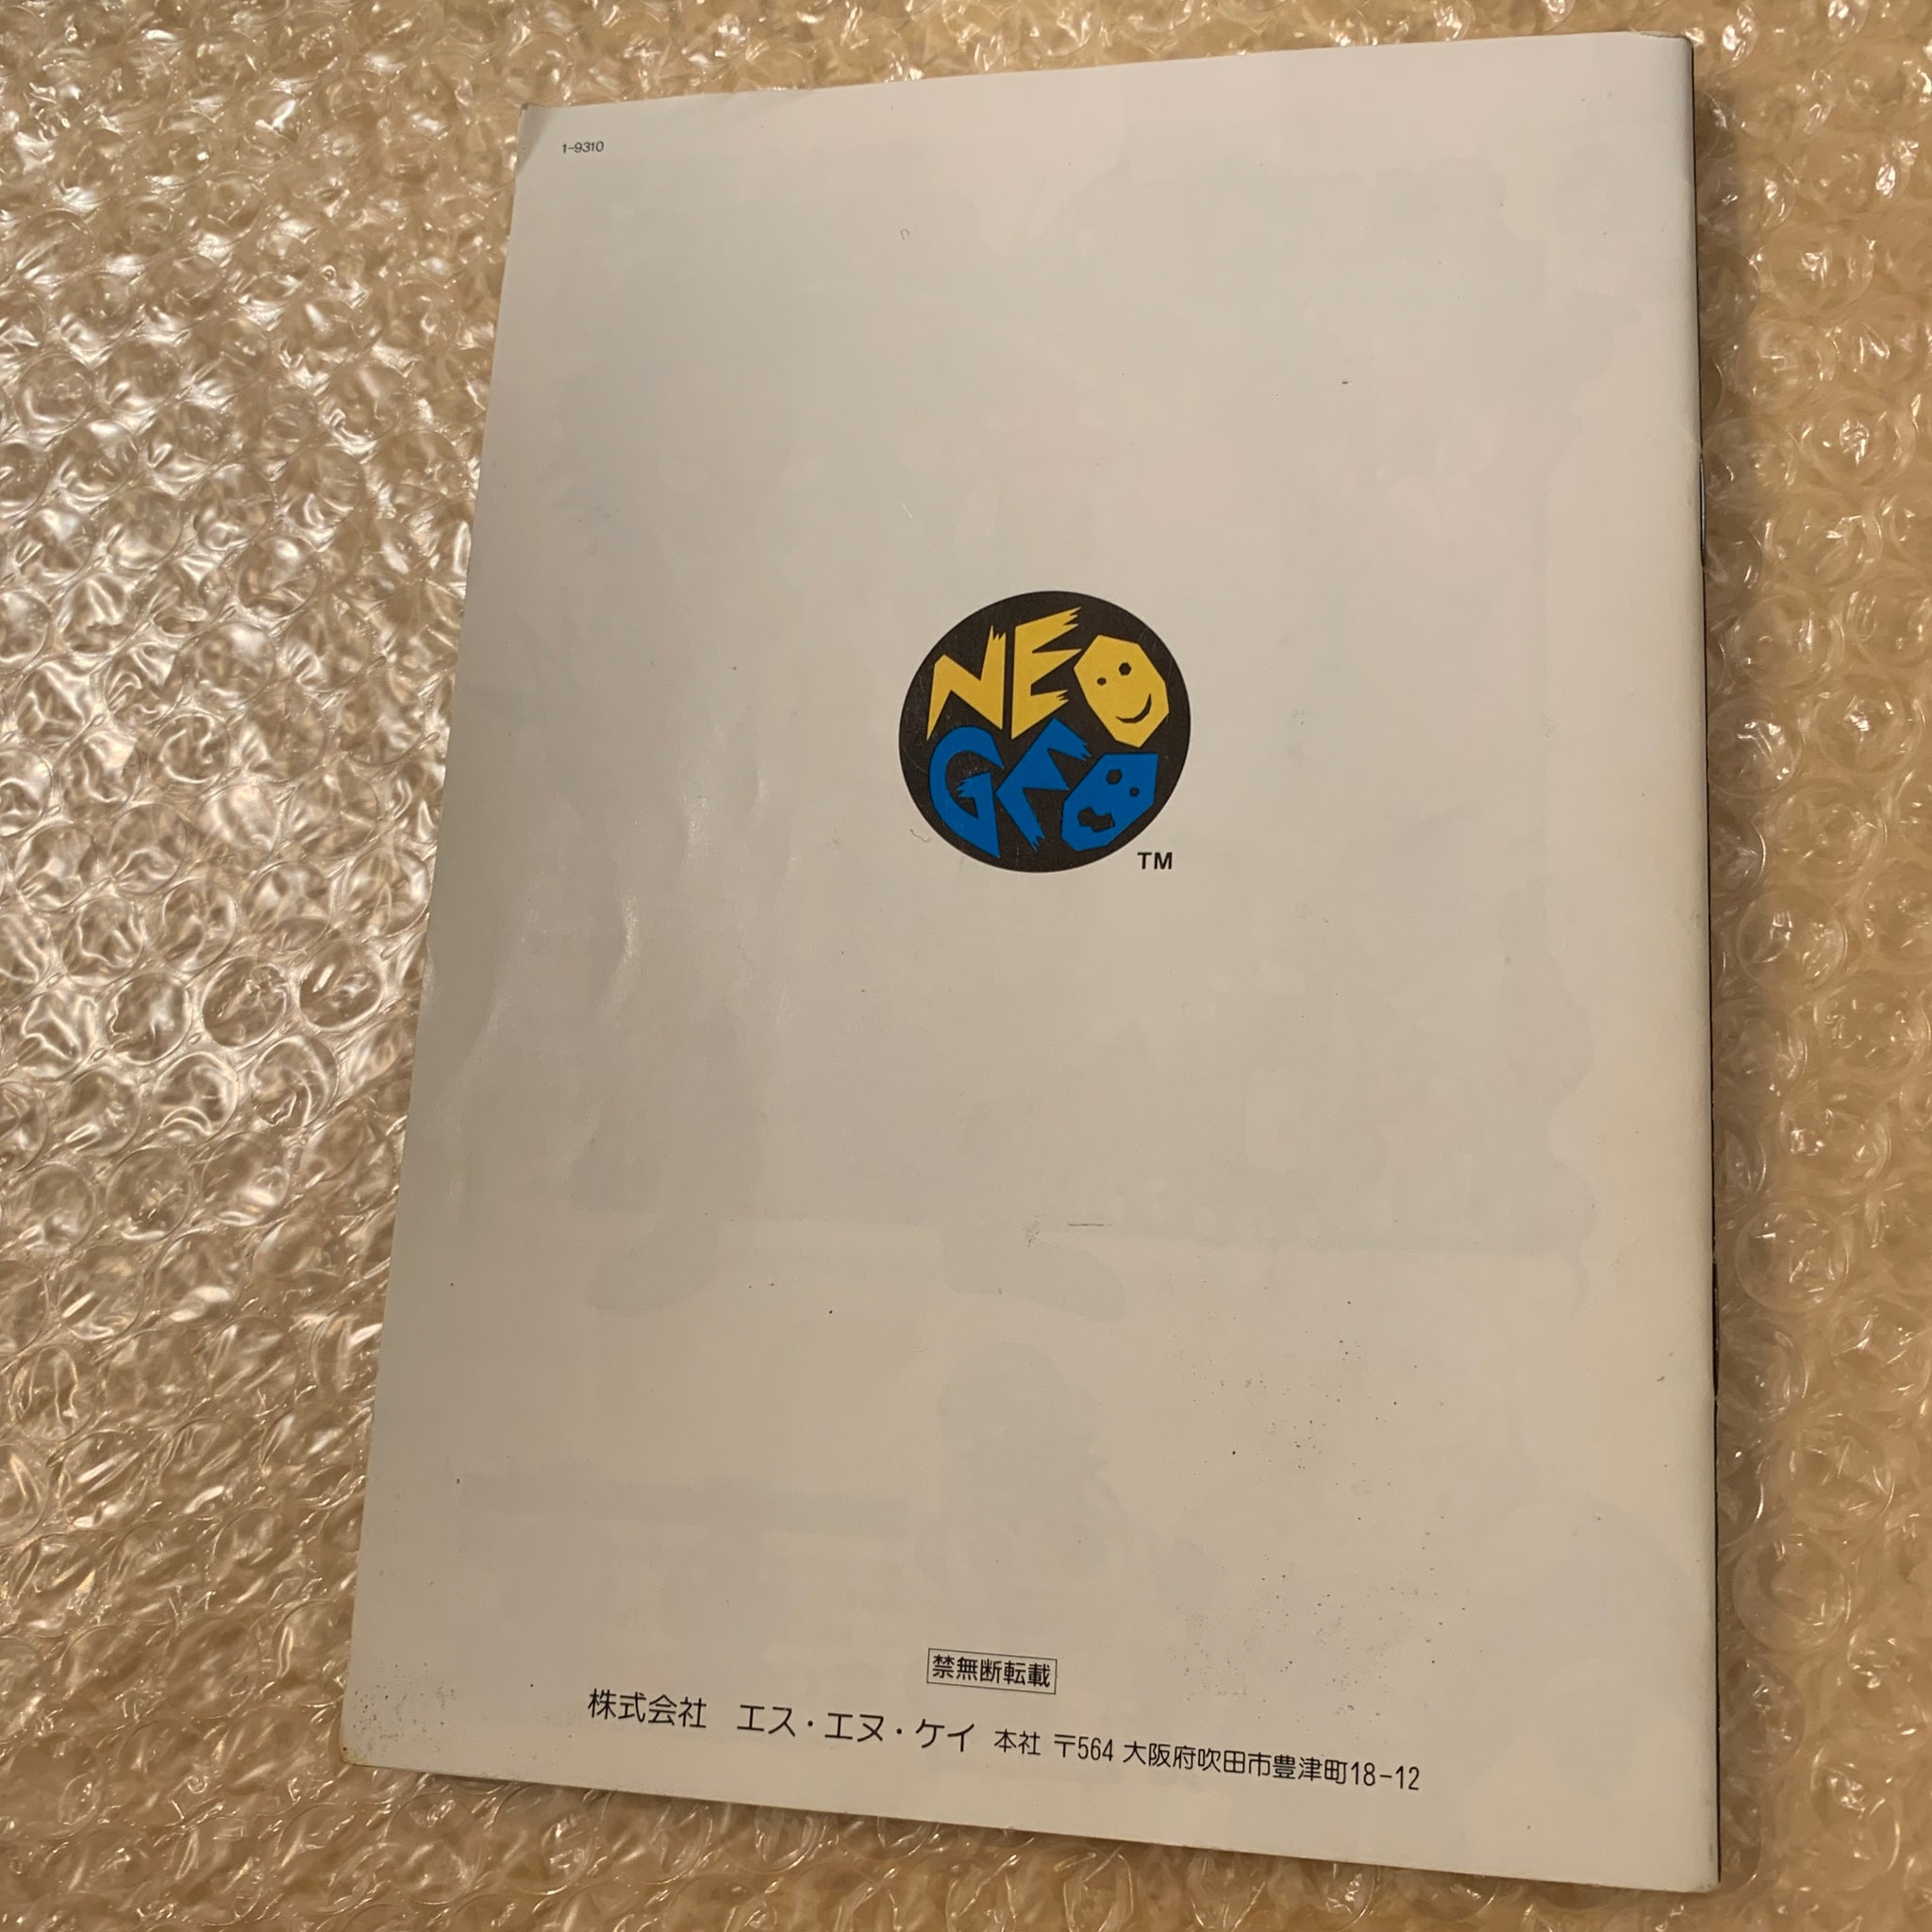 1-9310
NEO
GEO
TM
禁無断転載
株式会社 エス・エヌ・ケイ 本社 〒564 大阪府吹田市豊津町18-12